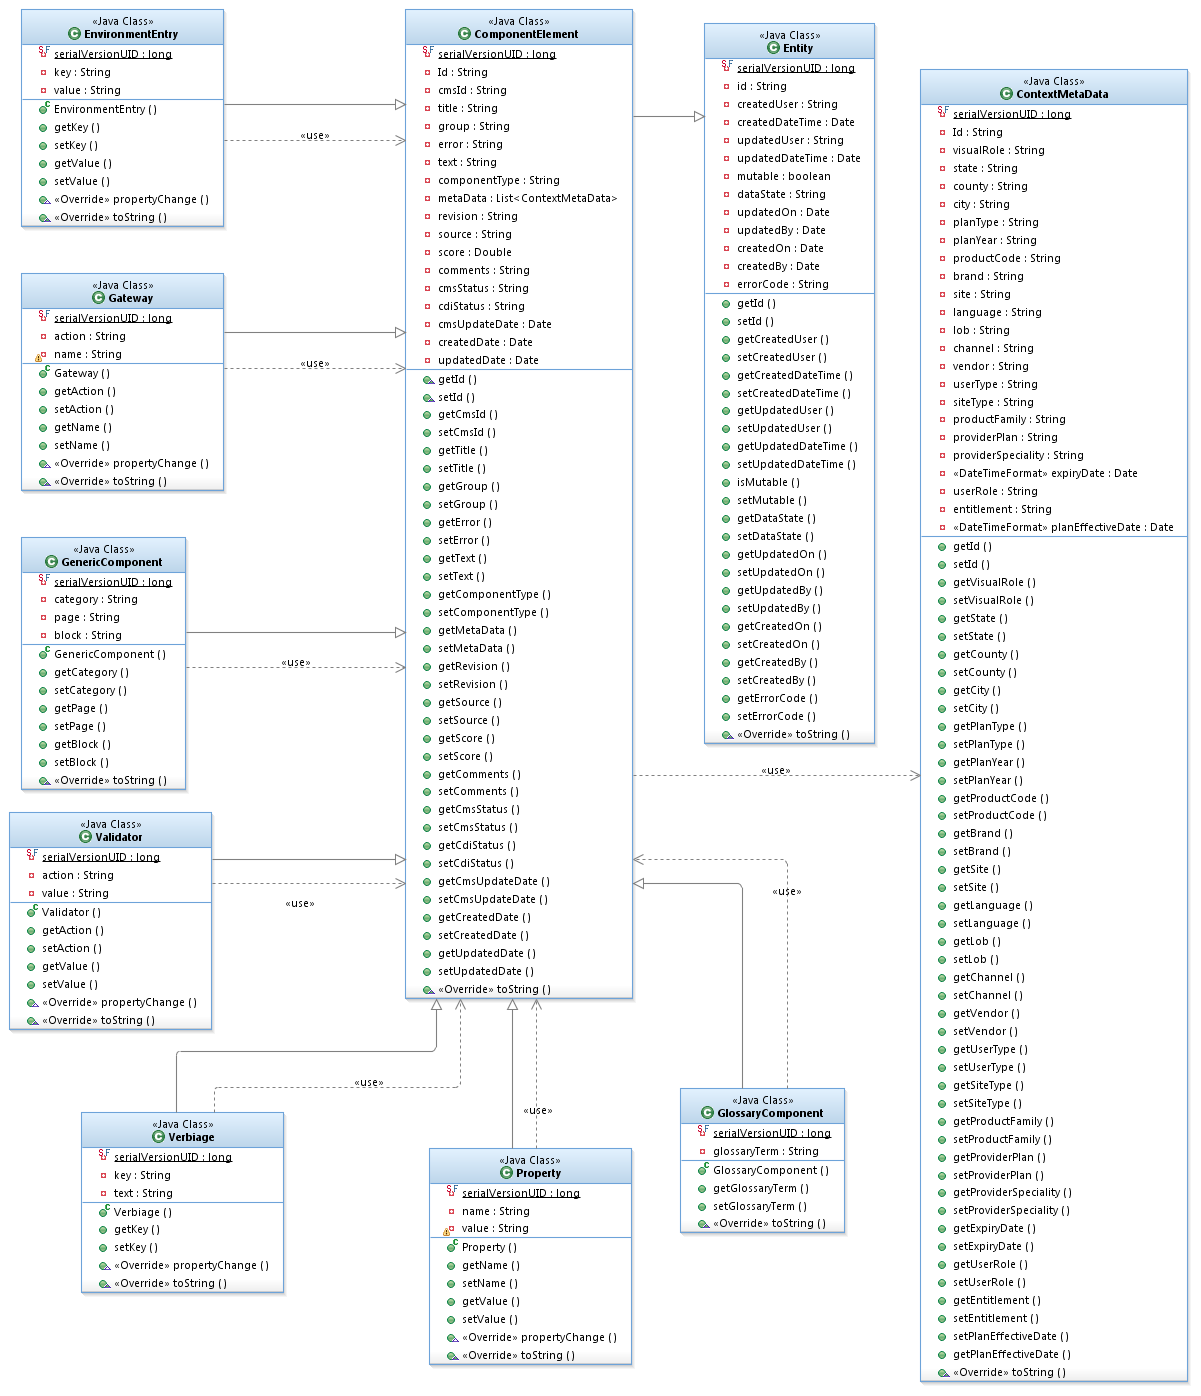 «Java Class»
EnvironmentEntry
serialVersionUID : long
key : String
value : String
EnvironmentEntry ( )
getKey ( )
setKey ( )
getValue ( )
setValue ( )
«Override» propertyChange ( )
«Override» toString ( )
«use»
«Java Class»
Gateway
serialVersionUID : long
action : String
name : String
Gateway ( )
getAction ( )
setAction ( )
getName ( )
setName ( )
«Override» propertyChange ( )
«Override» toString ( )
«use»
«Java Class»
GenericComponent
serialVersionUID : long
category : String
page : String
block : String
GenericComponent ( )
getCategory ( )
setCategory ( )
getPage ( )
setPage ( )
getBlock ( )
setBlock ( )
«Override» toString ( )
«use»
«Java Class»
Validator
serialVersionUID : long
action : String
value : String
Validator ( )
getAction ( )
setAction ( )
getValue ( )
setValue ( )
«Override» propertyChange ( )
«Override» toString ( )
«use»
«Java Class»
ComponentElement
serialVersionUID : long
Id : String
cmsId : String
title : String
group : String
error : String
text : String
componentType : String
metaData : List< ContextMetaData>
revision : String
source : String
score : Double
comments : String
cmsStatus : String
cdiStatus : String
cmsUpdateDate : Date
createdDate : Date
updatedDate : Date
getId ( )
setId ( )
getCmsId ( )
setCmsId ( )
getTitle ( )
setTitle ( )
getGroup ( )
setGroup ( )
getError ( )
setError ( )
getText ( )
setText ( )
getComponentType ( )
setComponentType ( )
getMetaData ( )
setMetaData ( )
getRevision ( )
setRevision ( )
getSource ( )
setSource ( )
getScore ( )
setScore ( )
getComments ( )
setComments ( )
getCmsStatus ( )
setCmsStatus ( )
getCdiStatus ( )
setCdiStatus ( )
getCmsUpdateDate ( )
setCmsUpdateDate ( )
getCreatedDate ( )
setCreatedDate ( )
getUpdatedDate ( )
setUpdatedDate ( )
«Override» toString ( )
«Java Class»
Entity
serialVersionUID : long
id : String
createdUser : String
createdDateTime : Date
updatedUser : String
updatedDateTime : Date
mutable : boolean
dataState : String
updatedOn : Date
updatedBy : Date
createdOn : Date
createdBy : Date
errorCode : String
getId ( )
setId ( )
getCreatedUser ( )
setCreatedUser ( )
getCreatedDateTime ( )
setCreatedDateTime ( )
getUpdatedUser ( )
setUpdatedUser ( )
getUpdatedDateTime ( )
setUpdatedDateTime ( )
isMutable ( )
setMutable ( )
getDataState ( )
setDataState ( )
getUpdatedOn ( )
setUpdatedOn ( )
getUpdatedBy ( )
setUpdatedBy ( )
getCreatedOn ( )
setCreatedOn ( )
getCreatedBy ( )
setCreatedBy ( )
getErrorCode ( )
setErrorCode ( )
«Override» toString ( )
«use»
«use»
«Java Class»
ContextMetaData
serialVersionUID : long
Id : String
visualRole : String
state : String
county : String
city : String
planType : String
planYear : String
productCode : String
brand : String
site : String
language : String
lob : String
channel : String
vendor : String
userType : String
siteType : String
productFamily : String
providerPlan : String
providerSpeciality : String
«DateTimeFormat» expiryDate : Date
userRole : String
entitlement : String
«DateTimeFormat» planEffectiveDate : Date
getId ( )
setId ( )
getVisualRole ( )
setVisualRole ( )
getState ( )
setState ( )
getCounty ( )
setCounty ( )
getCity ( )
setCity ( )
getPlanType ( )
setPlanType ( )
getPlanYear ( )
setPlanYear ( )
getProductCode ( )
setProductCode ( )
getBrand ( )
setBrand ( )
getSite ( )
setSite ( )
getLanguage ( )
setLanguage ( )
getLob ( )
setLob ( )
getChannel ( )
setChannel ( )
getVendor ( )
setVendor ( )
getUserType ( )
setUserType ( )
getSiteType ( )
setSiteType ( )
getProductFamily ( )
setProductFamily ( )
getProviderPlan ( )
setProviderPlan ( )
getProviderSpeciality ( )
setProviderSpeciality ( )
getExpiryDate ( )
setExpiryDate ( )
getUserRole ( )
setUserRole ( )
getEntitlement ( )
setEntitlement ( )
setPlanEffectiveDate ( )
getPlanEffectiveDate ( )
«Override» toString ( )
«use»
«Java Class»
Verbiage
serialVersionUID : long
key : String
text : String
Verbiage ( )
getKey ( )
setKey ( )
«Override» propertyChange ( )
«Override» toString ( )
«use»
«Java Class»
Property
serialVersionUID : long
name : String
value : String
Property ( )
getName ( )
setName ( )
getValue ( )
setValue ( )
«Override» propertyChange ( )
«Override» toString ( )
«Java Class»
GlossaryComponent
serialVersionUID : long
glossaryTerm : String
GlossaryComponent ( )
getGlossaryTerm ( )
setGlossaryTerm ( )
«Override» toString ( )